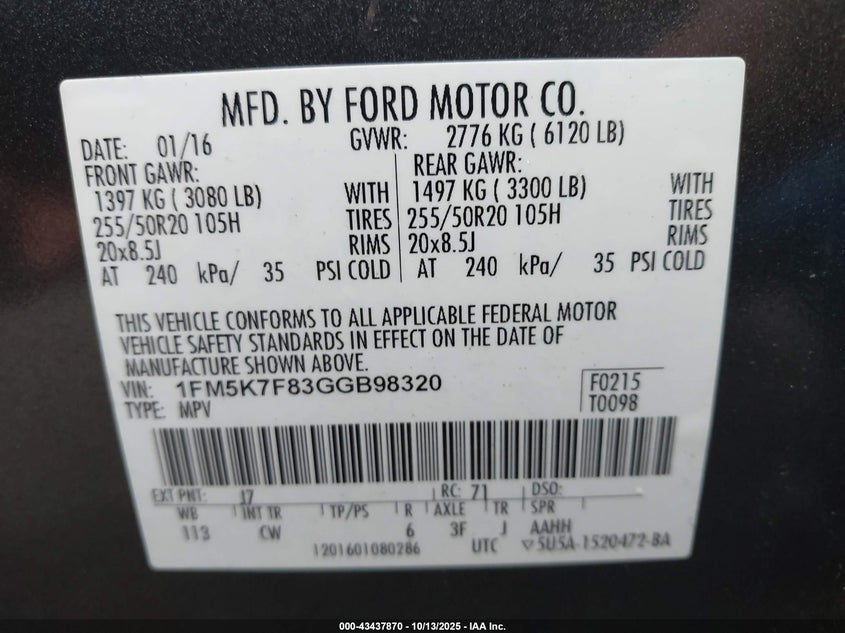 MFD. BY FORD MOTOR CO.
DATE: 01/16 GVWR: 2776 KG ( 6120 LB)
FRONT GAWR: REAR GAWR:
1397 KG ( 3080 LB) WITH 1497 KG ( 3300 LB) WITH
255/50R20 105H TIRES 255/50R20 105H TIRES
20x8.5J RIMS 20x8.5J RIMS
AT 240 kPa/ 35 PSI COLD AT 240 kPa/ 35 PSI COLD
THIS VEHICLE CONFORMS TO ALL APPLICABLE FEDERAL MOTOR
VEHICLE SAFETY STANDARDS IN EFFECT ON THE DATE OF
MANUFACTURE SHOWN ABOVE.
VIN: 1FM5K7F83GGB98320 F0215
TYPE: MPV T0098
EXT PNT: J7 RC: 71 DSO:
WB INT TR TP/PS R AXLE TR SPR
113 CW 6 3F J AAHH
1201601080286 UTC ▽5U5A-1520472-BA
000-43437870 - 10/13/2025 - IAA Inc.